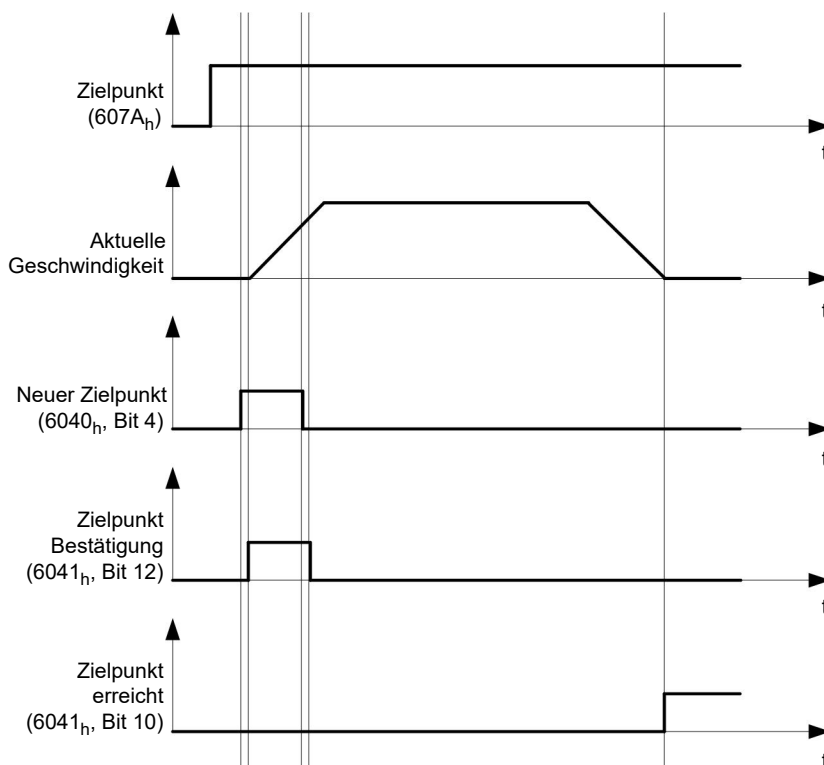 Zielpunkt
(607Aₕ)
t
Aktuelle
Geschwindigkeit
t
Neuer Zielpunkt
(6040ₕ, Bit 4)
t
Zielpunkt
Bestätigung
(6041ₕ, Bit 12)
t
Zielpunkt
erreicht
(6041ₕ, Bit 10)
t